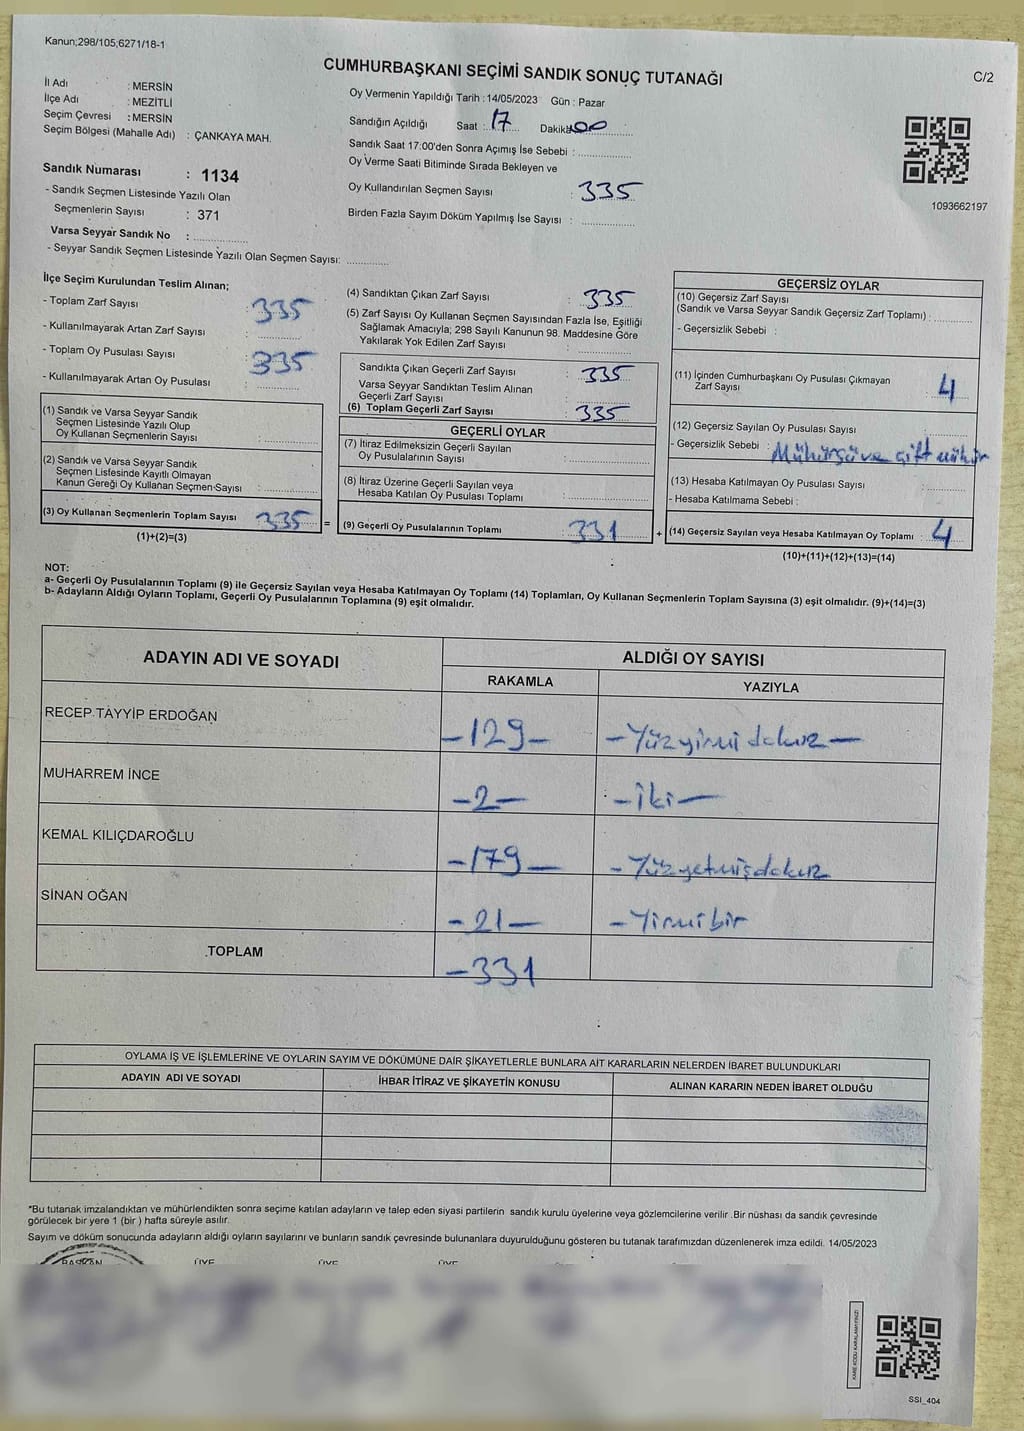 Kanun;298/105;6271/18-1
CUMHURBAŞKANI SEÇİMİ SANDIK SONUÇ TUTANAĞI
C/2
İl Adı : MERSİN
İlçe Adı : MEZİTLİ
Seçim Çevresi : MERSİN
Seçim Bölgesi (Mahalle Adı) : ÇANKAYA MAH.
Sandık Numarası : 1134
- Sandık Seçmen Listesinde Yazılı Olan
Seçmenlerin Sayısı : 371
Varsa Seyyar Sandık No :
- Seyyar Sandık Seçmen Listesinde Yazılı Olan Seçmen Sayısı:
Oy Vermenin Yapıldığı Tarih : 14/05/2023 Gün : Pazar
Sandığın Açıldığı Saat : 17 Dakika 00
Sandık Saat 17:00'den Sonra Açımış İse Sebebi :
Oy Verme Saati Bitiminde Sırada Bekleyen ve
Oy Kullandırılan Seçmen Sayısı : 335
Birden Fazla Sayım Döküm Yapılmış İse Sayısı :
1093662197
İlçe Seçim Kurulundan Teslim Alınan;
- Toplam Zarf Sayısı : 335
- Kullanılmayarak Artan Zarf Sayısı :
- Toplam Oy Pusulası Sayısı : 335
- Kullanılmayarak Artan Oy Pusulası :
(1) Sandık ve Varsa Seyyar Sandık
Seçmen Listesinde Yazılı Olup
Oy Kullanan Seçmenlerin Sayısı :
(2) Sandık ve Varsa Seyyar Sandık
Seçmen Listesinde Kayıtlı Olmayan
Kanun Gereği Oy Kullanan Seçmen Sayısı :
(3) Oy Kullanan Seçmenlerin Toplam Sayısı : 335
(1)+(2)=(3)
=
(4) Sandıktan Çıkan Zarf Sayısı : 335
(5) Zarf Sayısı Oy Kullanan Seçmen Sayısından Fazla İse, Eşitliği
Sağlamak Amacıyla; 298 Sayılı Kanunun 98. Maddesine Göre
Yakılarak Yok Edilen Zarf Sayısı :
Sandıkta Çıkan Geçerli Zarf Sayısı : 335
Varsa Seyyar Sandıktan Teslim Alınan
Geçerli Zarf Sayısı :
(6) Toplam Geçerli Zarf Sayısı : 335
GEÇERLİ OYLAR
(7) İtiraz Edilmeksizin Geçerli Sayılan
Oy Pusulalarının Sayısı :
(8) İtiraz Üzerine Geçerli Sayılan veya
Hesaba Katılan Oy Pusulası Toplamı :
(9) Geçerli Oy Pusulalarının Toplamı : 331
+
GEÇERSİZ OYLAR
(10) Geçersiz Zarf Sayısı
(Sandık ve Varsa Seyyar Sandık Geçersiz Zarf Toplamı) :
- Geçersizlik Sebebi :
(11) İçinden Cumhurbaşkanı Oy Pusulası Çıkmayan
Zarf Sayısı : 4
(12) Geçersiz Sayılan Oy Pusulası Sayısı :
- Geçersizlik Sebebi : ve çift mühür
(13) Hesaba Katılmayan Oy Pusulası Sayısı :
- Hesaba Katılmama Sebebi :
(14) Geçersiz Sayılan veya Hesaba Katılmayan Oy Toplamı : 4
(10)+(11)+(12)+(13)=(14)
NOT:
a- Geçerli Oy Pusulalarının Toplamı (9) ile Geçersiz Sayılan veya Hesaba Katılmayan Oy Toplamı (14) Toplamları, Oy Kullanan Seçmenlerin Toplam Sayısına (3) eşit olmalıdır. (9)+(14)=(3)
b- Adayların Aldığı Oyların Toplamı, Geçerli Oy Pusulalarının Toplamına (9) eşit olmalıdır.
ADAYIN ADI VE SOYADI
ALDIĞI OY SAYISI
RAKAMLA
YAZIYLA
RECEP TAYYİP ERDOĞAN -129- -Yüzyirmi dokuz-
MUHARREM İNCE -2- -iki-
KEMAL KILIÇDAROĞLU -179- -Yüzyetmişdokuz
SİNAN OĞAN -21- -Yirmibir
TOPLAM -331
OYLAMA İŞ VE İŞLEMLERİNE VE OYLARIN SAYIM VE DÖKÜMÜNE DAİR ŞİKAYETLERLE BUNLARA AİT KARARLARIN NELERDEN İBARET BULUNDUKLARI
ADAYIN ADI VE SOYADI
İHBAR İTİRAZ VE ŞİKAYETİN KONUSU
ALINAN KARARIN NEDEN İBARET OLDUĞU
*Bu tutanak imzalandıktan ve mühürlendikten sonra seçime katılan adayların ve talep eden siyasi partilerin sandık kurulu üyelerine veya gözlemcilerine verilir .Bir nüshası da sandık çevresinde
görülecek bir yere 1 (bir ) hafta süreyle asılır.
Sayım ve döküm sonucunda adayların aldığı oyların sayılarını ve bunların sandık çevresinde bulunanlara duyurulduğunu gösteren bu tutanak tarafımızdan düzenlenerek imza edildi. 14/05/2023
BAŞKAN ÜYE ÜYE ÜYE
KARE KODU KARALAMAYINIZ!
SSİ_404